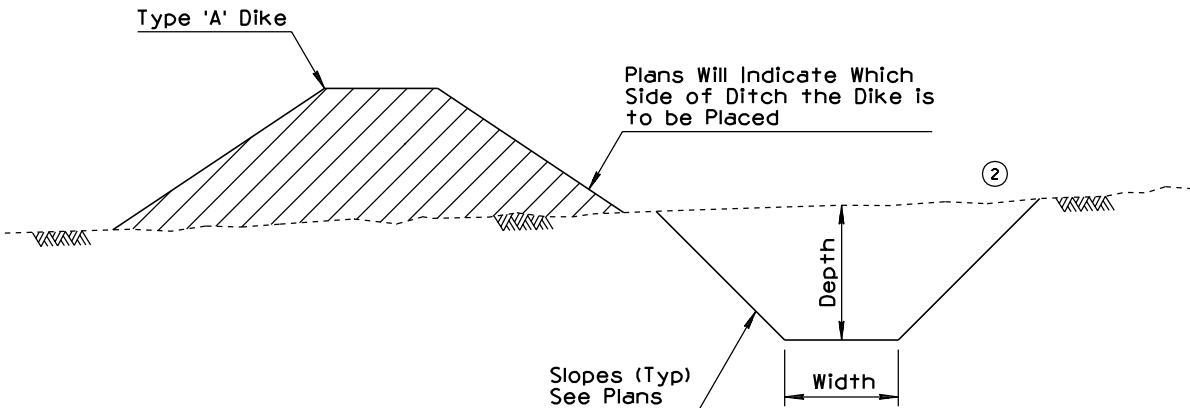 Type 'A' Dike
Plans Will Indicate Which
Side of Ditch the Dike is
to be Placed
2
Depth
Slopes (Typ)
See Plans
Width